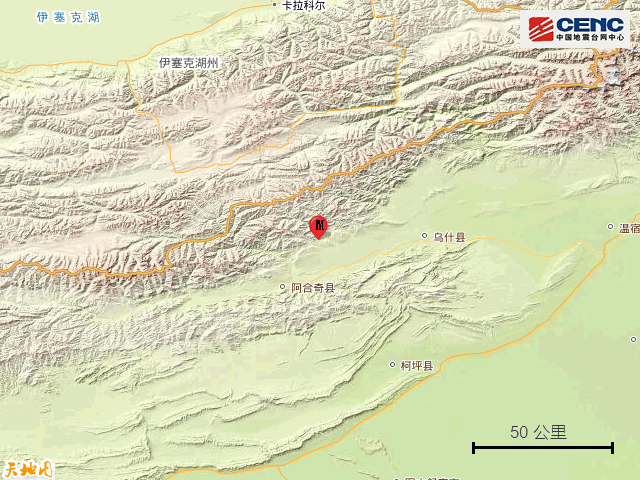 卡拉科尔
伊塞克湖
CENC
中国地震台网中心
伊塞克湖州
温宿
乌什县
阿合奇县
柯坪县
50 公里
天地图